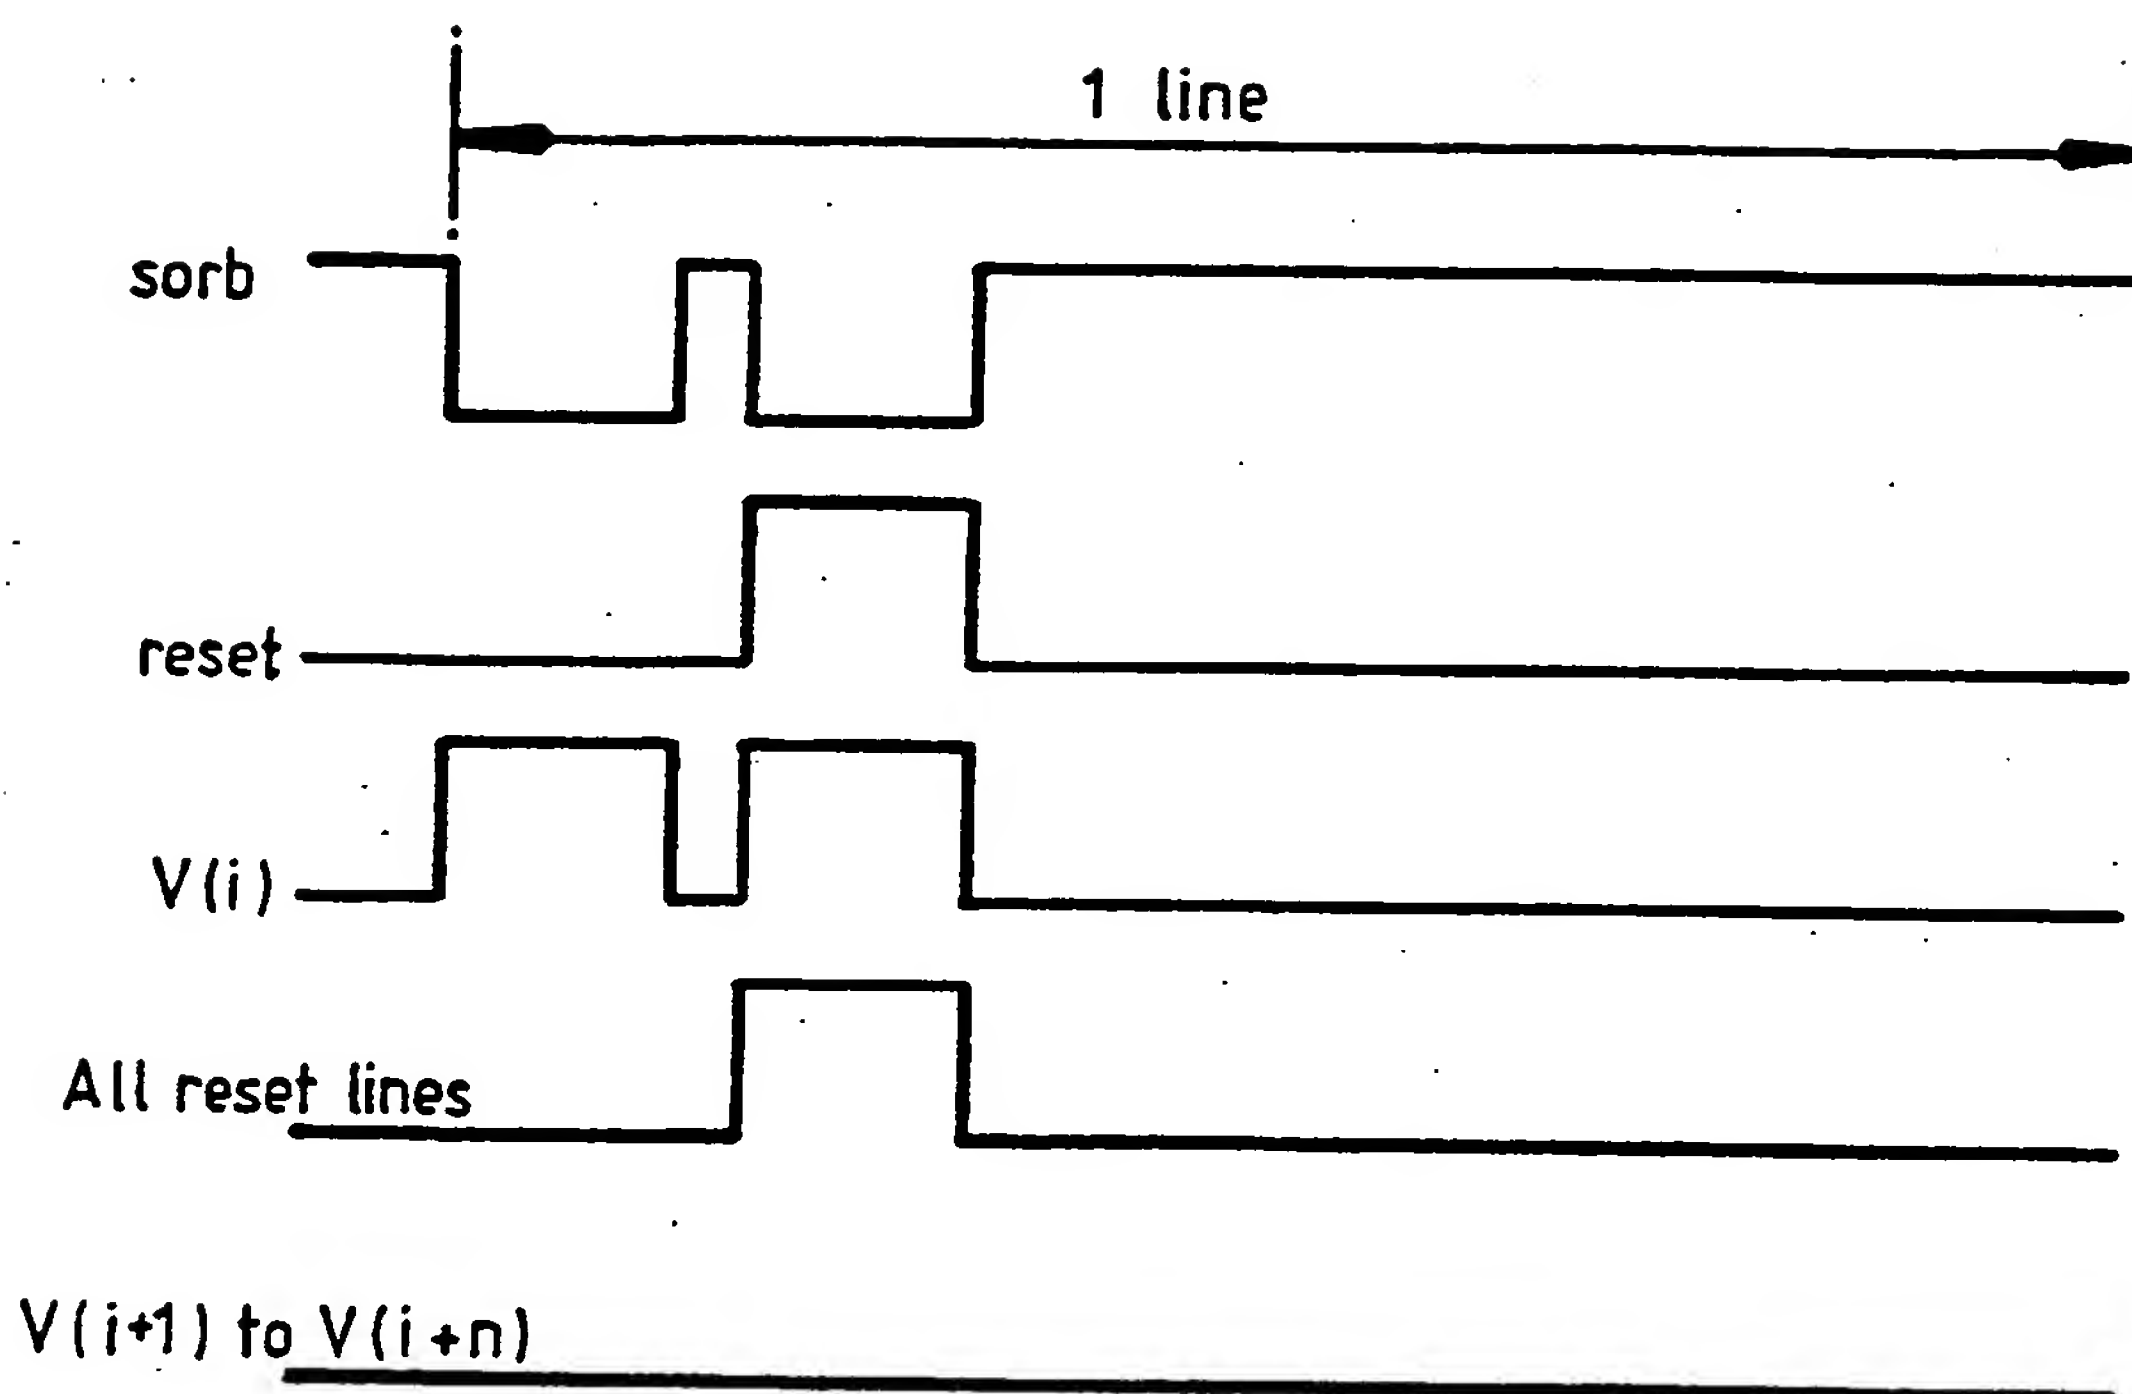 1 line
sorb
reset
V(i)
All reset lines
V(i+1) to V(i+n)